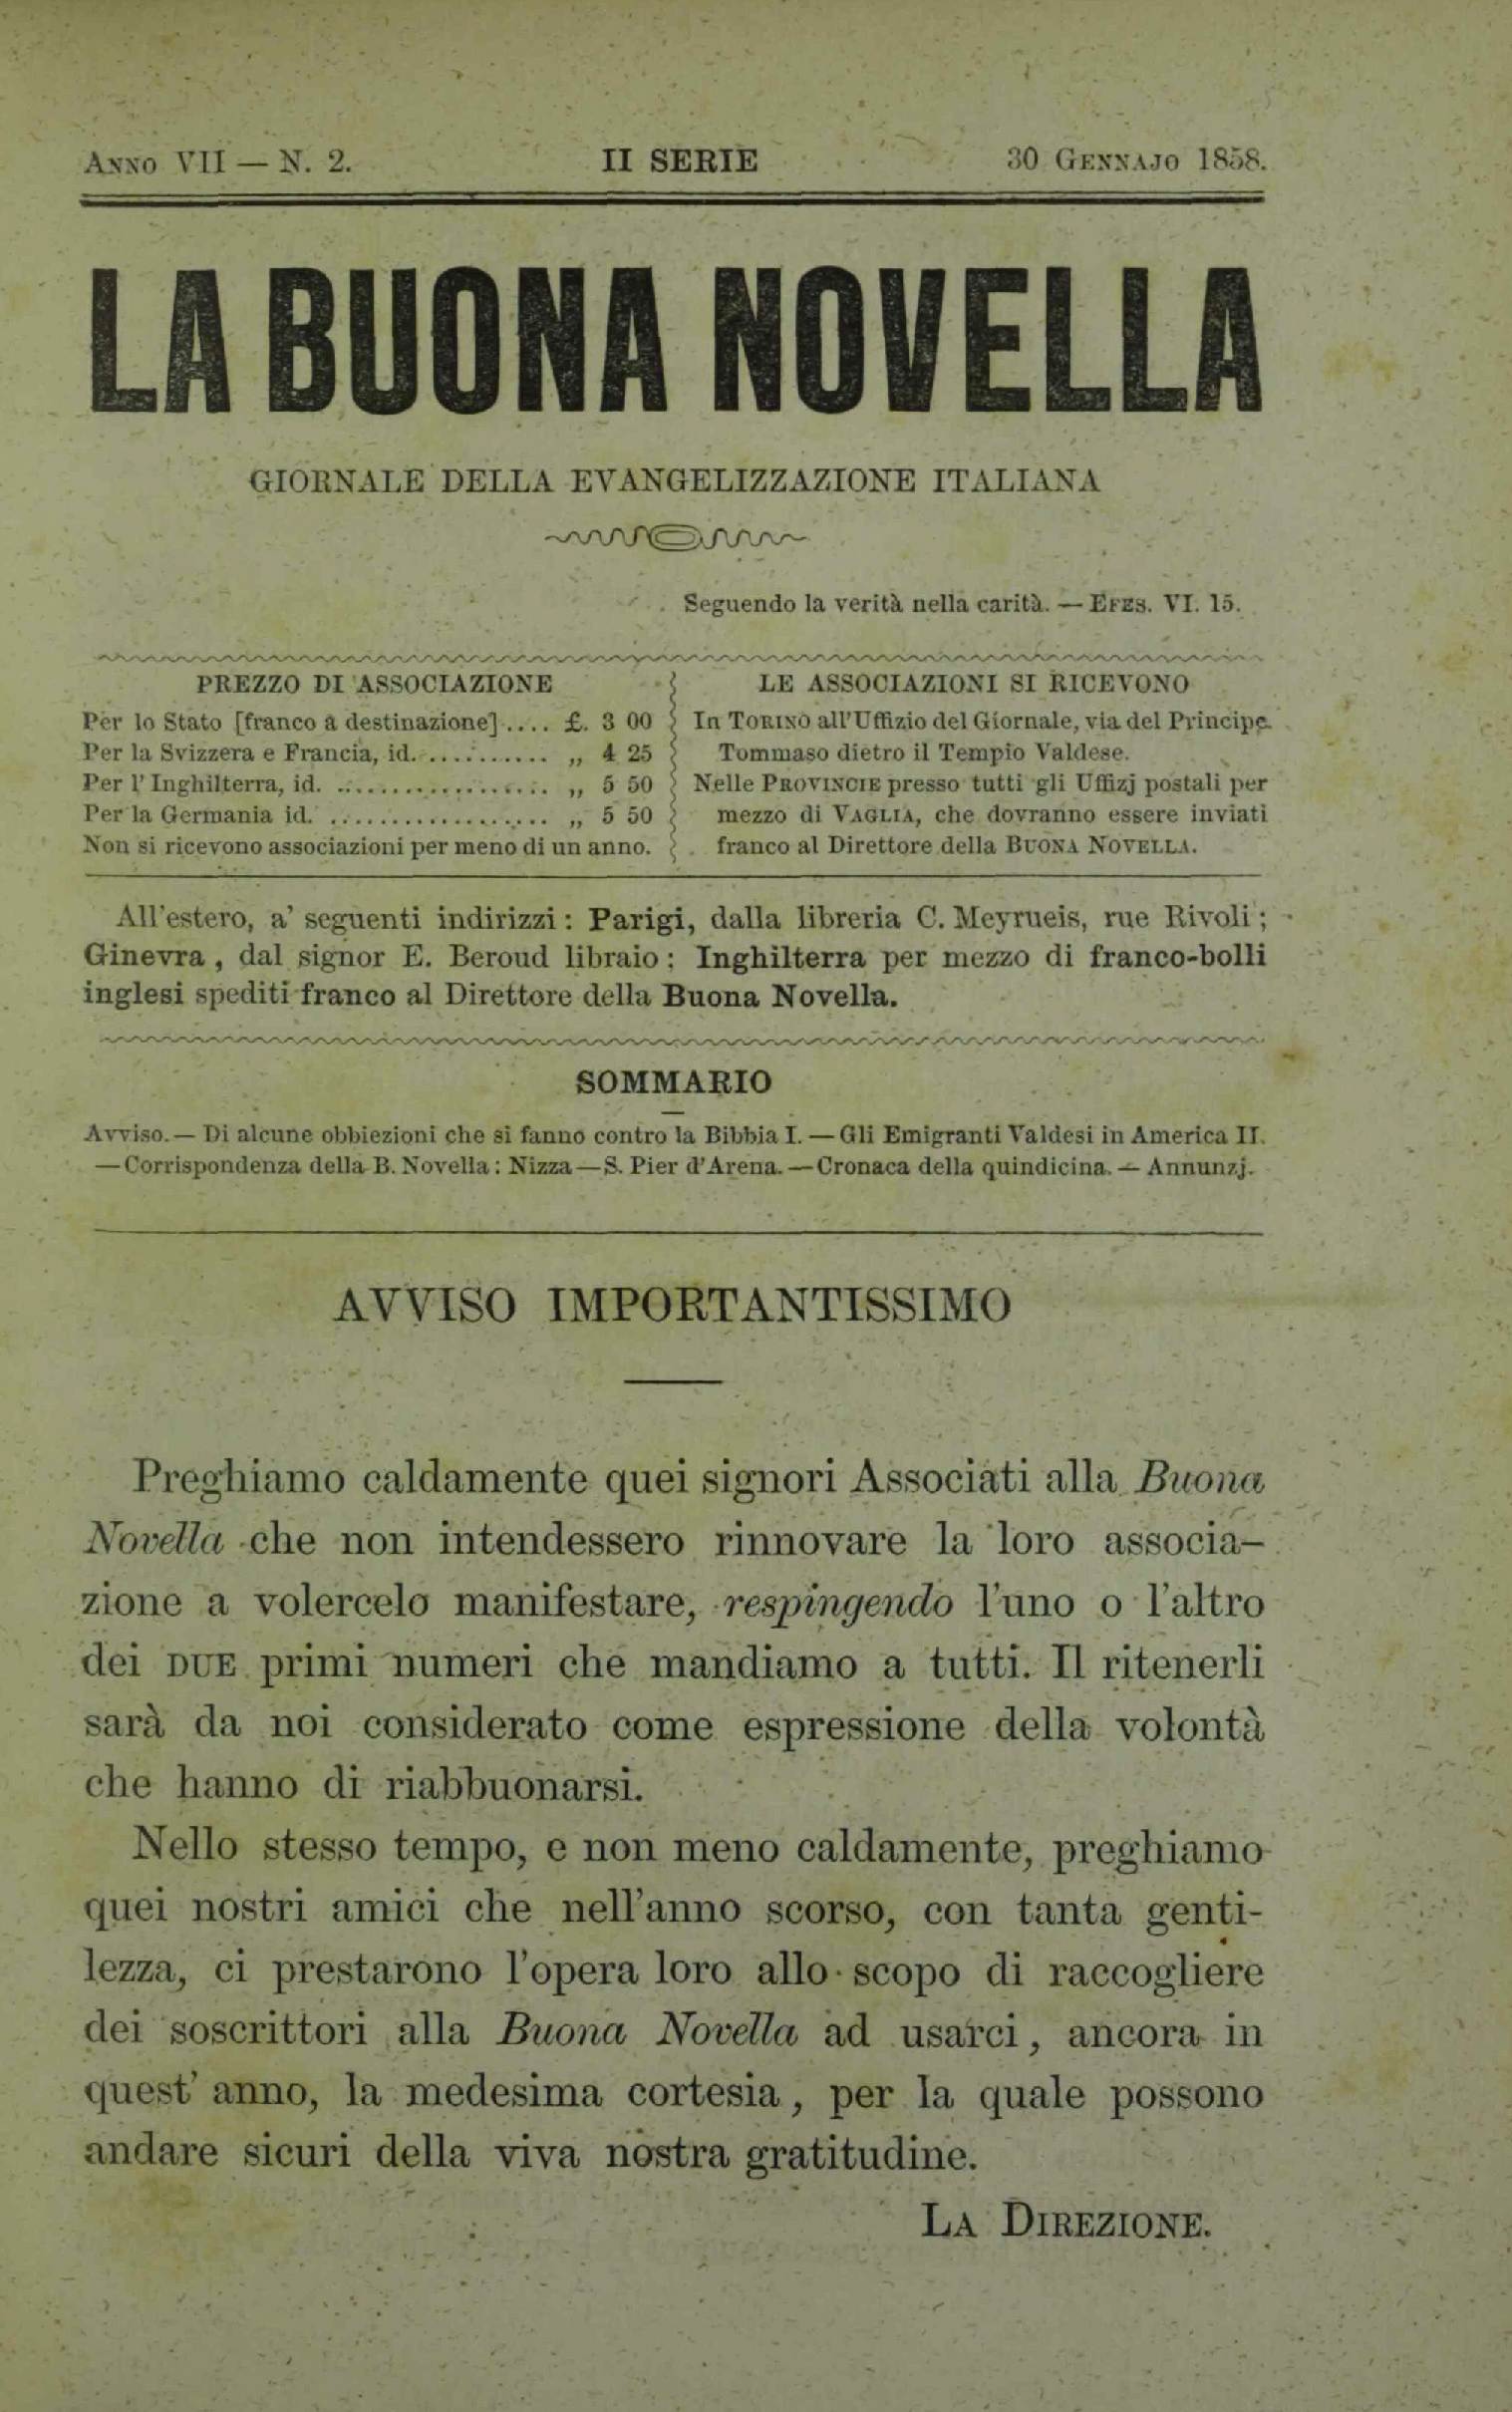 ANNO VII — N. 2. II SERIE 30 GENNAJO 1858.
LA BUONA NOVELLA
GIORNALE DELLA EVANGELIZZAZIONE ITALIANA
Seguendo la verità nella carità. — EFES. VI. 15.
PREZZO DI ASSOCIAZIONE
Per lo Stato [franco a destinazione] .... £. 3 00
Per la Svizzera e Francia, id. .......... „ 4 25
Per l' Inghilterra, id. .................. „ 5 50
Per la Germania id. .................. „ 5 50
Non si ricevono associazioni per meno di un anno.
LE ASSOCIAZIONI SI RICEVONO
In TORINO all'Uffizio del Giornale, via del Principe
Tommaso dietro il Tempio Valdese.
Nelle PROVINCIE presso tutti gli Uffizj postali per
mezzo di VAGLIA, che dovranno essere inviati
franco al Direttore della BUONA NOVELLA.
All'estero, a' seguenti indirizzi : Parigi, dalla libreria C. Meyrueis, rue Rivoli ;
Ginevra , dal signor E. Beroud libraio : Inghilterra per mezzo di franco-bolli
inglesi spediti franco al Direttore della Buona Novella.
SOMMARIO
Avviso. — Di alcune obbiezioni che si fanno contro la Bibbia I. — Gli Emigranti Valdesi in America II.
— Corrispondenza della B. Novella : Nizza — S. Pier d'Arena. — Cronaca della quindicina. — Annunzj.
AVVISO IMPORTANTISSIMO
Preghiamo caldamente quei signori Associati alla Buona
Novella che non intendessero rinnovare la loro associa-
zione a volercelo manifestare, respingendo l'uno o l'altro
dei DUE primi numeri che mandiamo a tutti. Il ritenerli
sarà da noi considerato come espressione della volontà
che hanno di riabbuonarsi.
Nello stesso tempo, e non meno caldamente, preghiamo
quei nostri amici che nell'anno scorso, con tanta genti-
lezza, ci prestarono l'opera loro allo scopo di raccogliere
dei soscrittori alla Buona Novella ad usarci , ancora in
quest' anno, la medesima cortesia , per la quale possono
andare sicuri della viva nostra gratitudine.
LA DIREZIONE.